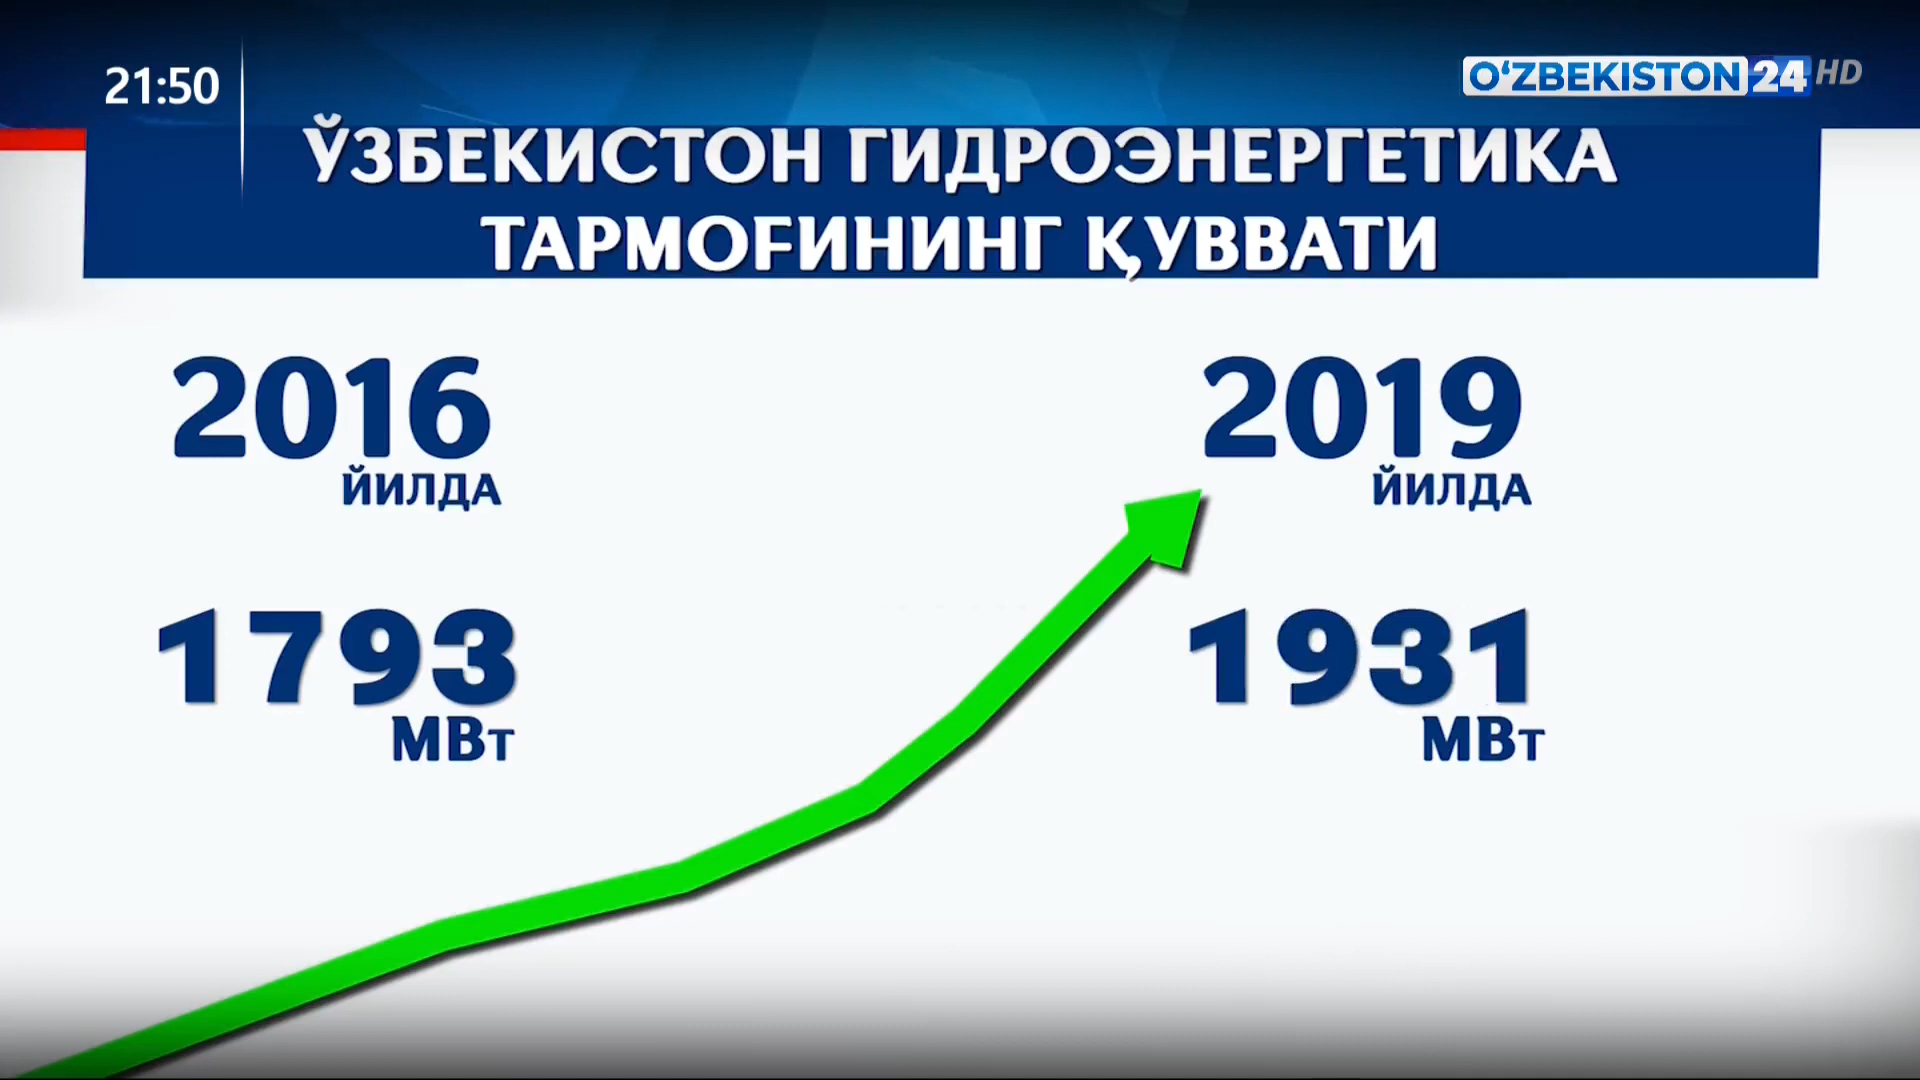 21:50
O‘ZBEKISTON 24 HD
ЎЗБЕКИСТОН ГИДРОЭНЕРГЕТИКА
ТАРМОҒИНИНГ ҚУВВАТИ
2016
ЙИЛДА
2019
ЙИЛДА
1793
МВт
1931
МВт